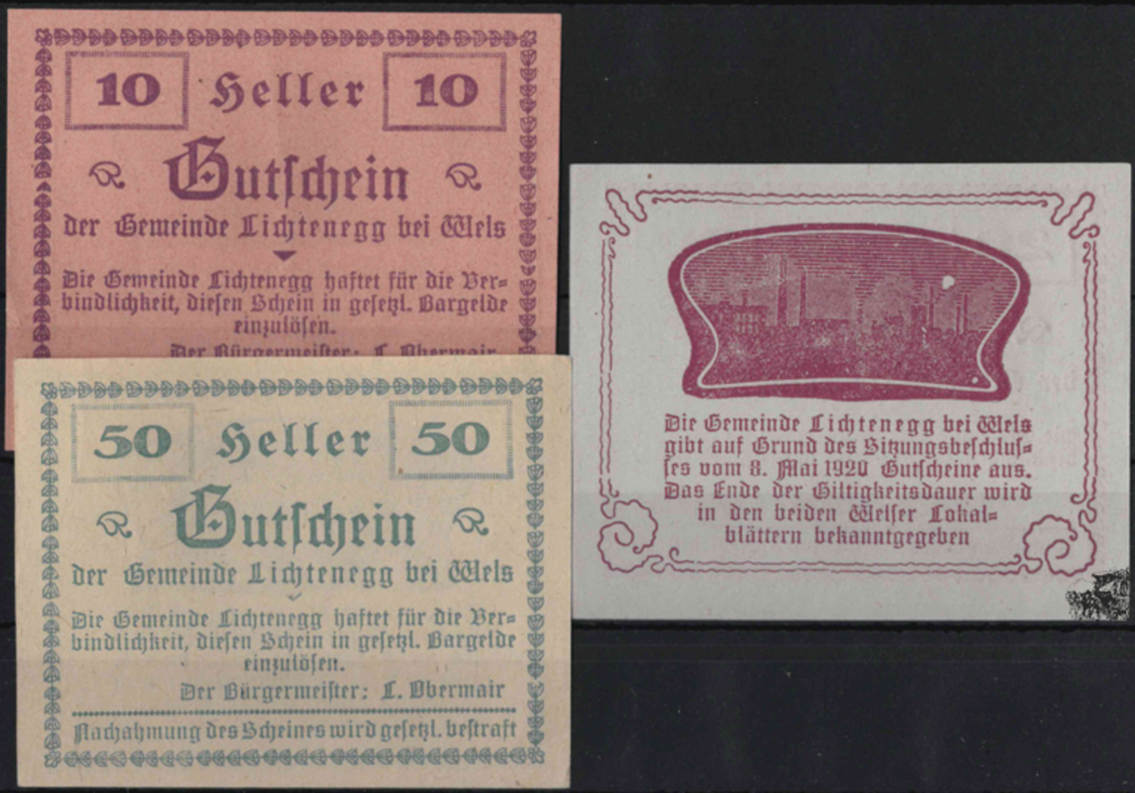 10 Heller 10
Gutschein
der Gemeinde Lichtenegg bei Wels
Die Gemeinde Lichtenegg haftet für die Ver=
bindlichkeit, diesen Schein in gesetzl. Bargelde
einzulösen.
Der Bürgermeister: L. Obermair
50 Heller 50
Gutschein
der Gemeinde Lichtenegg bei Wels
Die Gemeinde Lichtenegg haftet für die Ver=
bindlichkeit, diesen Schein in gesetzl. Bargelde
einzulösen.
Der Bürgermeister: L. Obermair
Nachahmung des Scheines wird gesetzl. bestraft
Die Gemeinde Lichtenegg bei Wels
gibt auf Grund des Sitzungsbeschlus=
ses vom 8. Mai 1920 Gutscheine aus.
Das Ende der Giltigkeitsdauer wird
in den beiden Welser Lokal=
blättern bekanntgegeben